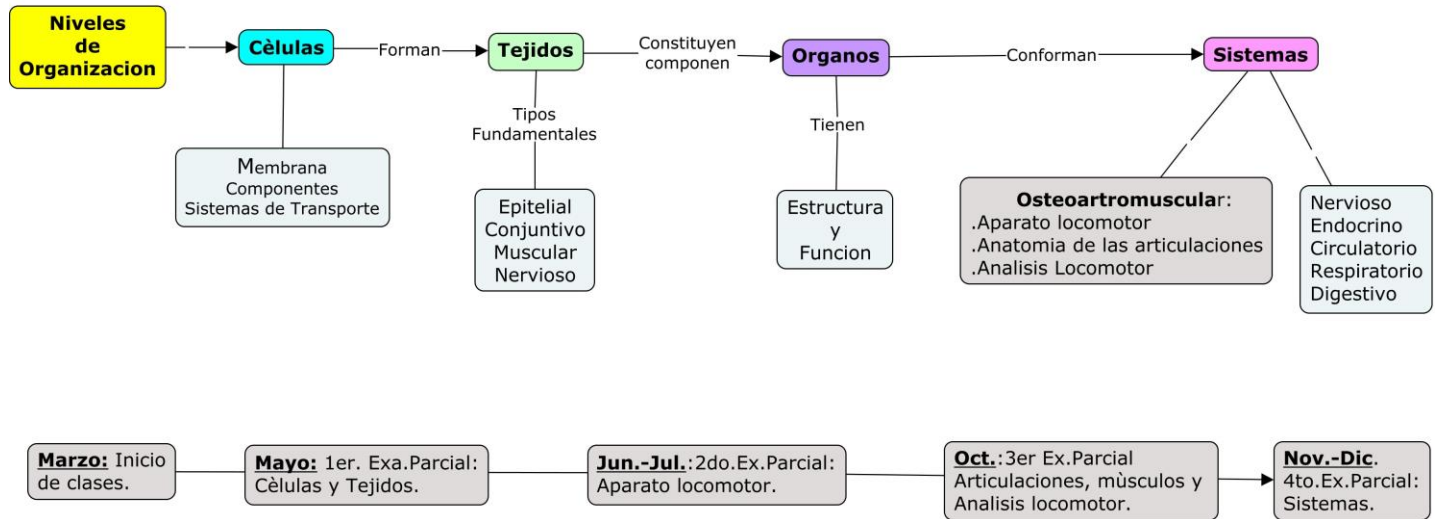 Niveles
de
Organizacion
Cèlulas
Forman
Tejidos
Constituyen
componen
Organos
Conforman
Sistemas
Tipos
Fundamentales
Tienen
Membrana
Componentes
Sistemas de Transporte
Epitelial
Conjuntivo
Muscular
Nervioso
Estructura
y
Funcion
Osteoartromuscular:
.Aparato locomotor
.Anatomia de las articulaciones
.Analisis Locomotor
Nervioso
Endocrino
Circulatorio
Respiratorio
Digestivo
Marzo: Inicio
de clases.
Mayo: 1er. Exa.Parcial:
Cèlulas y Tejidos.
Jun.-Jul.:2do.Ex.Parcial:
Aparato locomotor.
Oct.:3er Ex.Parcial
Articulaciones, mùsculos y
Analisis locomotor.
Nov.-Dic.
4to.Ex.Parcial:
Sistemas.